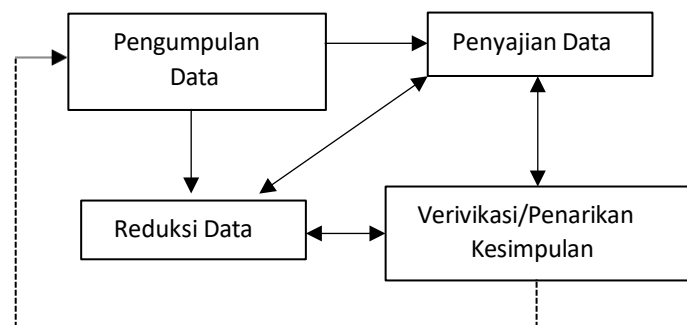 Pengumpulan
Data
Penyajian Data
Reduksi Data
Verivikasi/Penarikan
Kesimpulan